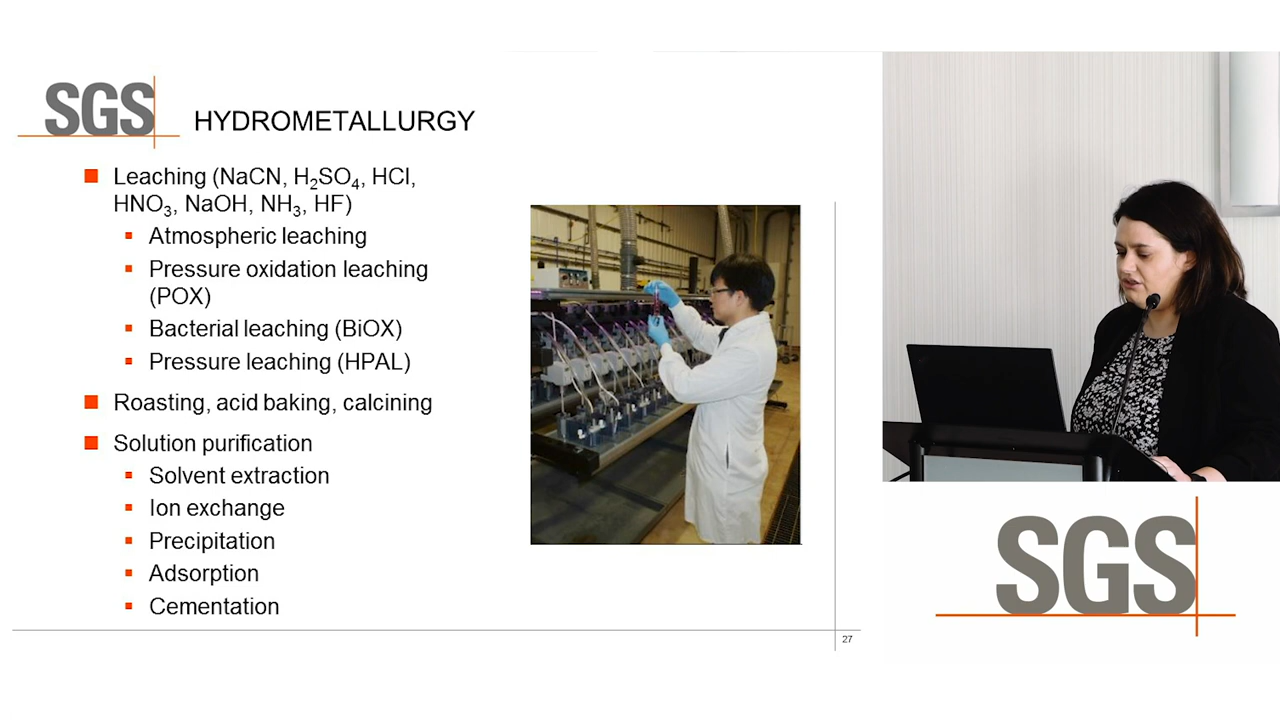 SGS
HYDROMETALLURGY
Leaching (NaCN, H₂SO₄, HCl,
HNO₃, NaOH, NH₃, HF)
Atmospheric leaching
Pressure oxidation leaching
(POX)
Bacterial leaching (BiOX)
Pressure leaching (HPAL)
Roasting, acid baking, calcining
Solution purification
Solvent extraction
Ion exchange
Precipitation
Adsorption
Cementation
27
SGS